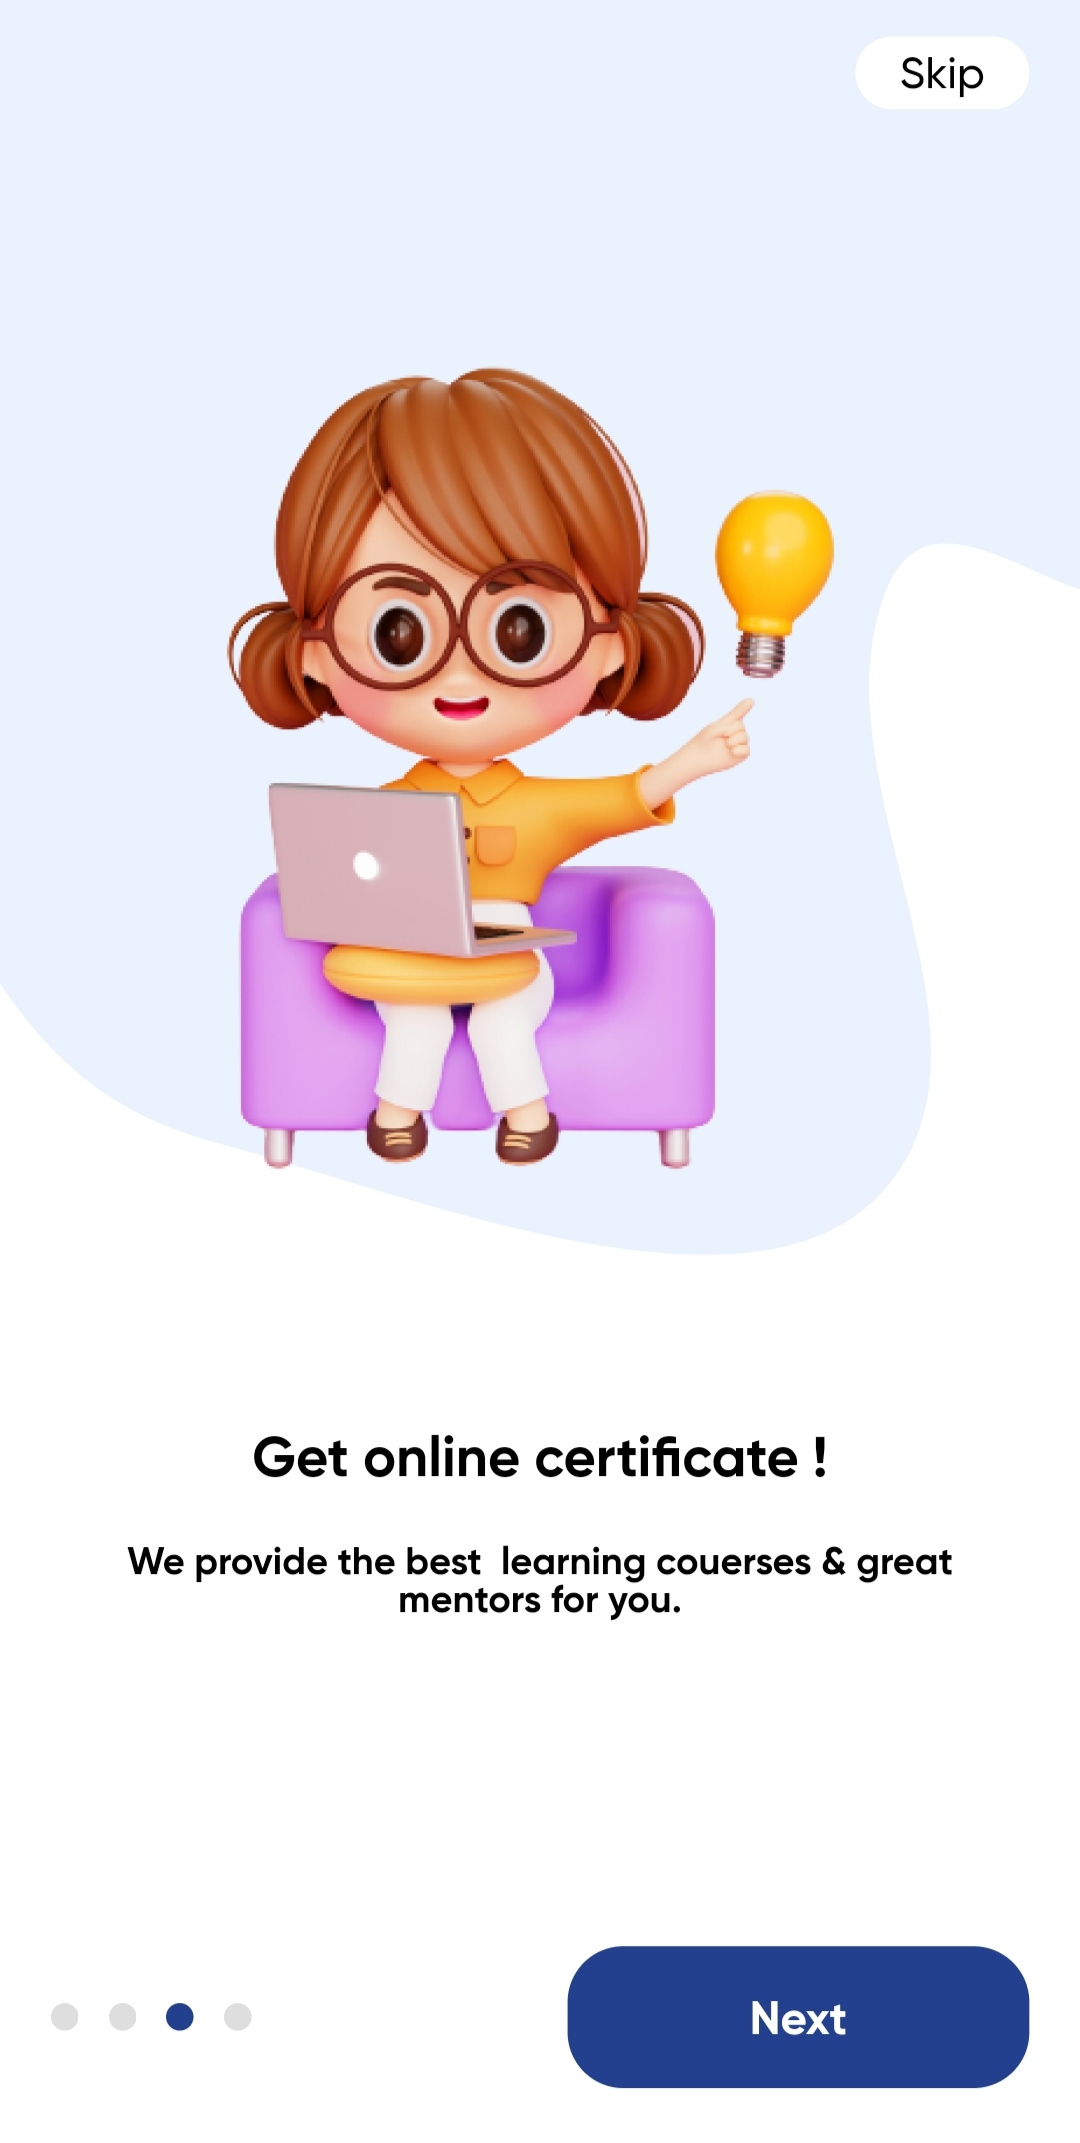 Skip
Get online certificate !
We provide the best  learning couerses & great
mentors for you.
Next